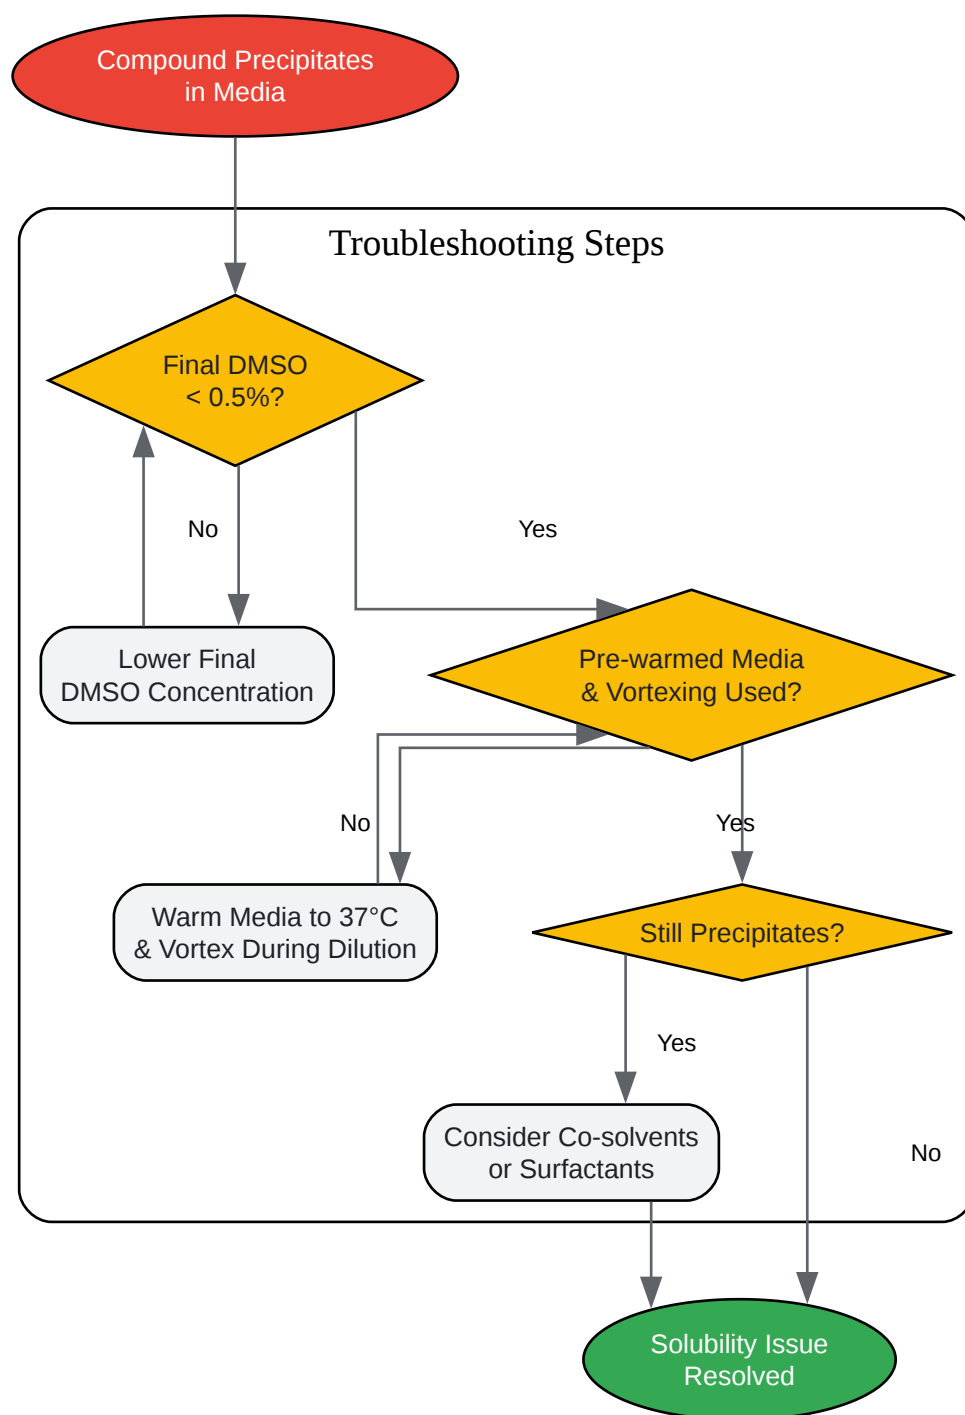 Compound Precipitates
in Media
Troubleshooting Steps
Final DMSO
< 0.5%?
No
Yes
Lower Final
DMSO Concentration
Pre-warmed Media
& Vortexing Used?
No
Yes
Warm Media to 37°C
& Vortex During Dilution
Still Precipitates?
Yes
Consider Co-solvents
or Surfactants
No
Solubility Issue
Resolved